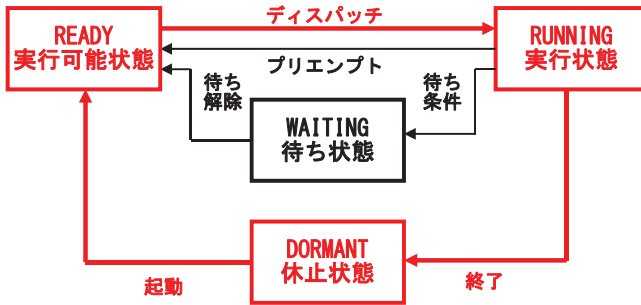 READY
実行可能状態
ディスパッチ
RUNNING
実行状態
プリエンプト
待ち
解除
待ち
条件
WAITING
待ち状態
DORMANT
休止状態
起動
終了